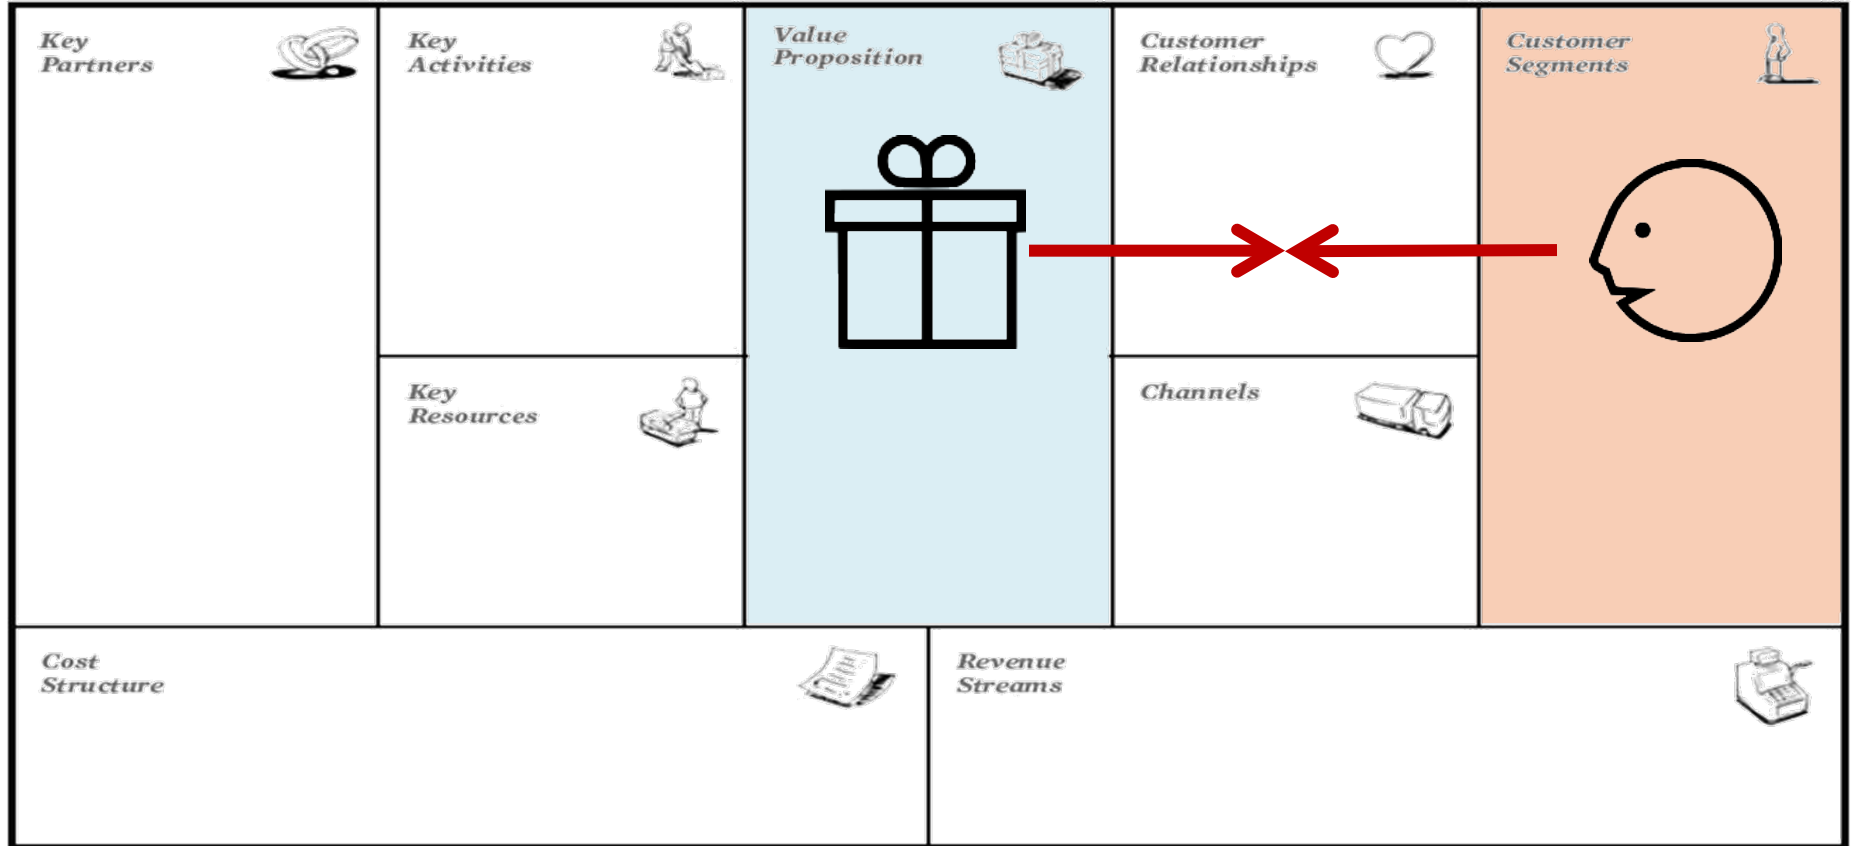 Key
Partners
Key
Activities
Value
Proposition
Customer
Relationships
Customer
Segments
Key
Resources
Channels
Cost
Structure
Revenue
Streams